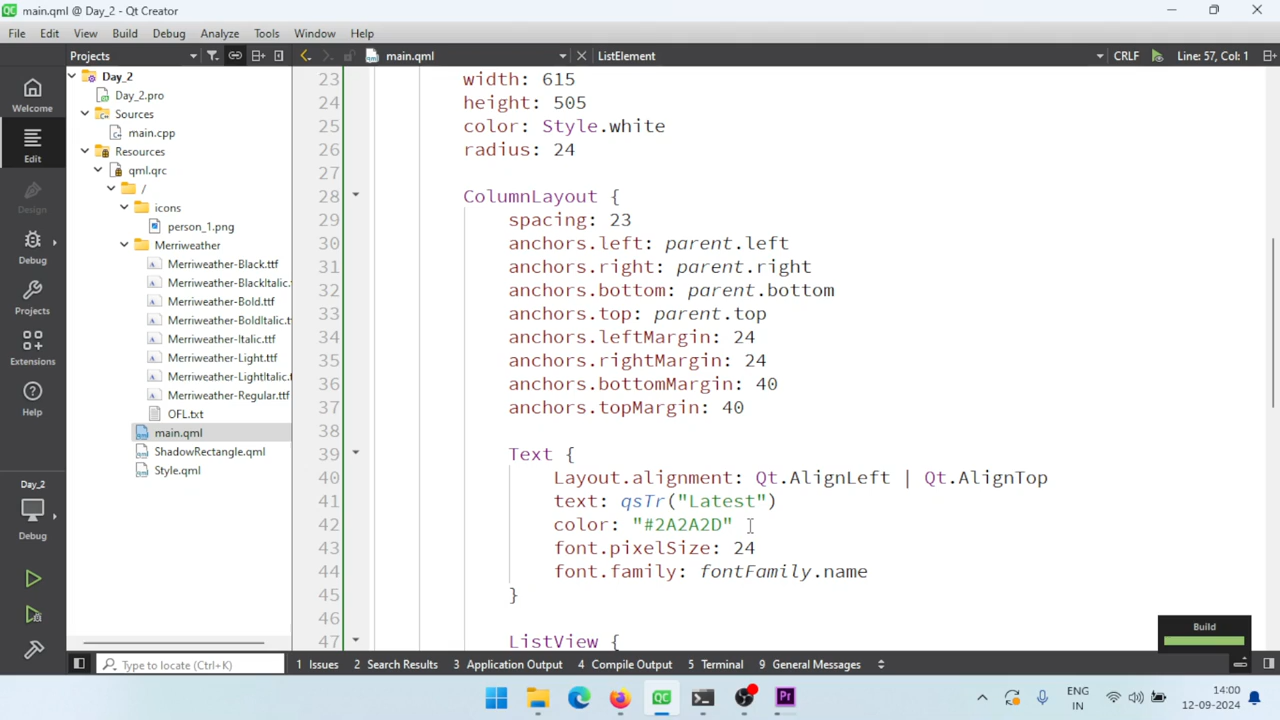 main.qml @ Day_2 - Qt Creator
File Edit View Build Debug Analyze Tools Window Help
Projects main.qml ListElement CRLF Line: 57, Col: 1
Welcome
Edit
Design
Debug
Projects
Extensions
Help
Day_2
Debug
Day_2
Day_2.pro
Sources
main.cpp
Resources
qml.qrc
/
icons
person_1.png
Merriweather
Merriweather-Black.ttf
Merriweather-BlackItalic.
Merriweather-Bold.ttf
Merriweather-BoldItalic.t
Merriweather-Italic.ttf
Merriweather-Light.ttf
Merriweather-LightItalic.t
Merriweather-Regular.ttf
OFL.txt
main.qml
ShadowRectangle.qml
Style.qml
23 width: 615
24 height: 505
25 color: Style.white
26 radius: 24
27
28 ColumnLayout {
29 spacing: 23
30 anchors.left: parent.left
31 anchors.right: parent.right
32 anchors.bottom: parent.bottom
33 anchors.top: parent.top
34 anchors.leftMargin: 24
35 anchors.rightMargin: 24
36 anchors.bottomMargin: 40
37 anchors.topMargin: 40
38
39 Text {
40 Layout.alignment: Qt.AlignLeft | Qt.AlignTop
41 text: qsTr("Latest")
42 color: "#2A2A2D"
43 font.pixelSize: 24
44 font.family: fontFamily.name
45 }
46
47 ListView {
Build
Type to locate (Ctrl+K) 1 Issues 2 Search Results 3 Application Output 4 Compile Output 5 Terminal 9 General Messages
ENG
IN
14:00
12-09-2024